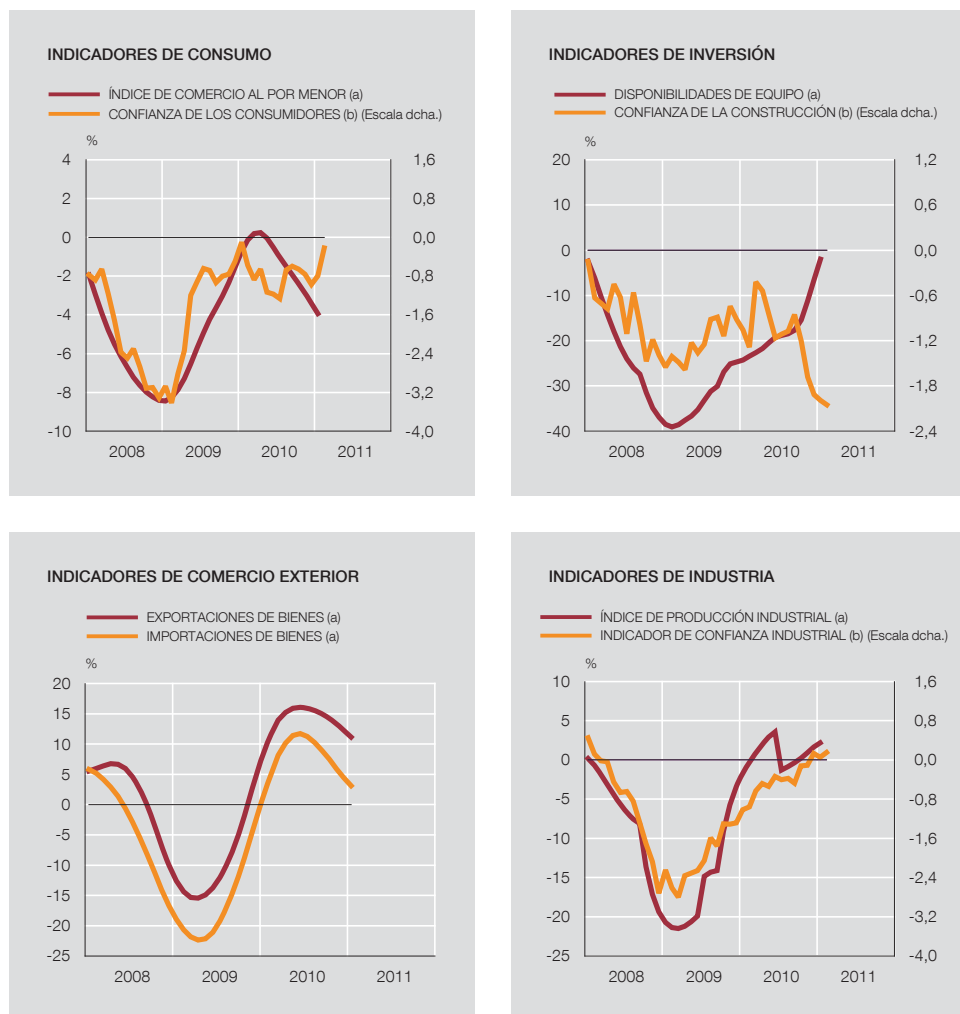 INDICADORES DE CONSUMO
ÍNDICE DE COMERCIO AL POR MENOR (a)
CONFIANZA DE LOS CONSUMIDORES (b) (Escala dcha.)
%
4 1,6
2 0,8
0 0,0
-2 -0,8
-4 -1,6
-6 -2,4
-8 -3,2
-10 -4,0
2008 2009 2010 2011
INDICADORES DE INVERSIÓN
DISPONIBILIDADES DE EQUIPO (a)
CONFIANZA DE LA CONSTRUCCIÓN (b) (Escala dcha.)
%
20 1,2
10 0,6
0 0,0
-10 -0,6
-20 -1,2
-30 -1,8
-40 -2,4
2008 2009 2010 2011
INDICADORES DE COMERCIO EXTERIOR
EXPORTACIONES DE BIENES (a)
IMPORTACIONES DE BIENES (a)
%
20
15
10
5
0
-5
-10
-15
-20
-25
2008 2009 2010 2011
INDICADORES DE INDUSTRIA
ÍNDICE DE PRODUCCIÓN INDUSTRIAL (a)
INDICADOR DE CONFIANZA INDUSTRIAL (b) (Escala dcha.)
%
10 1,6
5 0,8
0 0,0
-5 -0,8
-10 -1,6
-15 -2,4
-20 -3,2
-25 -4,0
2008 2009 2010 2011